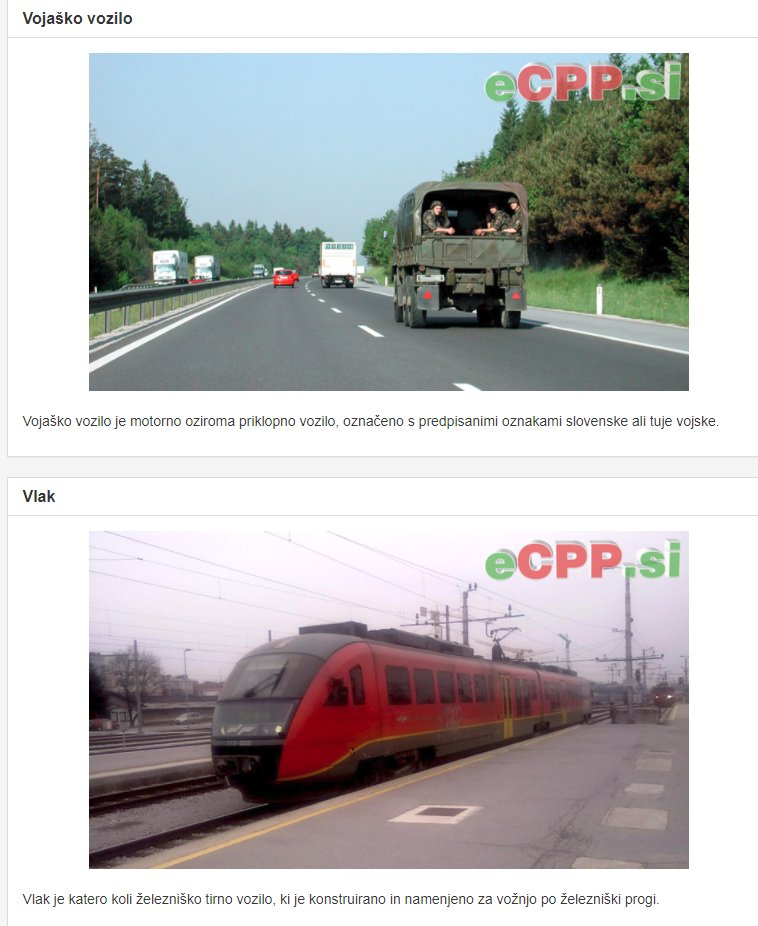 Vojaško vozilo
eCPP.si
Vojaško vozilo je motorno oziroma priklopno vozilo, označeno s predpisanimi oznakami slovenske ali tuje vojske.
Vlak
eCPP.si
Vlak je katero koli železniško tirno vozilo, ki je konstruirano in namenjeno za vožnjo po železniški progi.